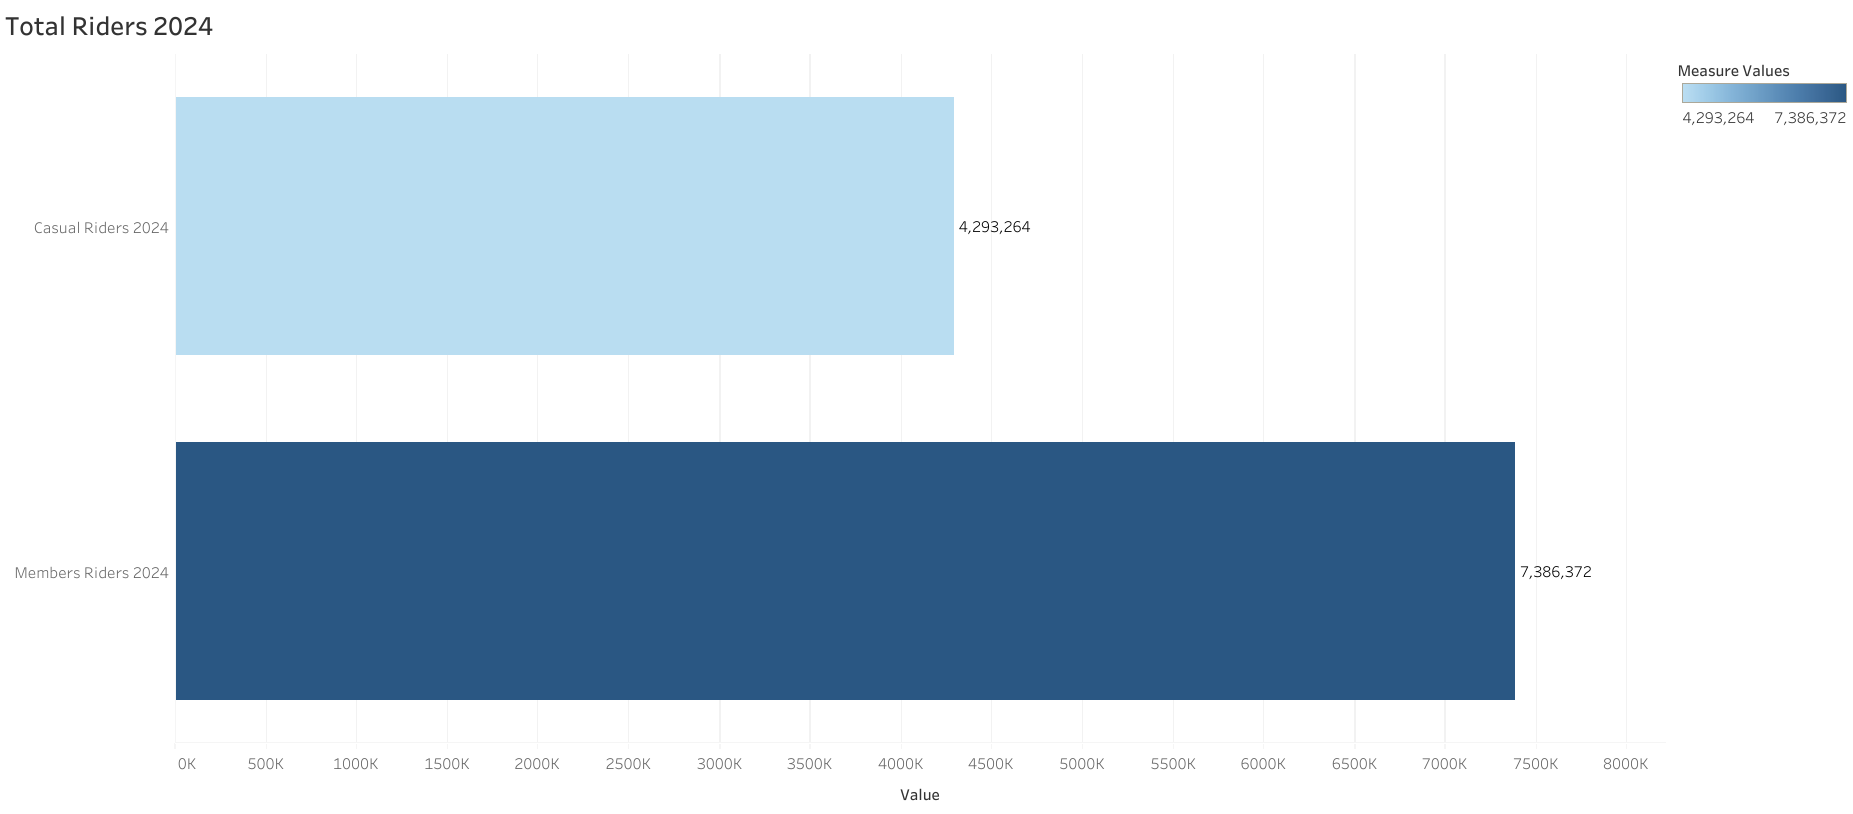 Total Riders 2024
Measure Values
4,293,264 7,386,372
Casual Riders 2024 4,293,264
Members Riders 2024 7,386,372
0K 500K 1000K 1500K 2000K 2500K 3000K 3500K 4000K 4500K 5000K 5500K 6000K 6500K 7000K 7500K 8000K
Value